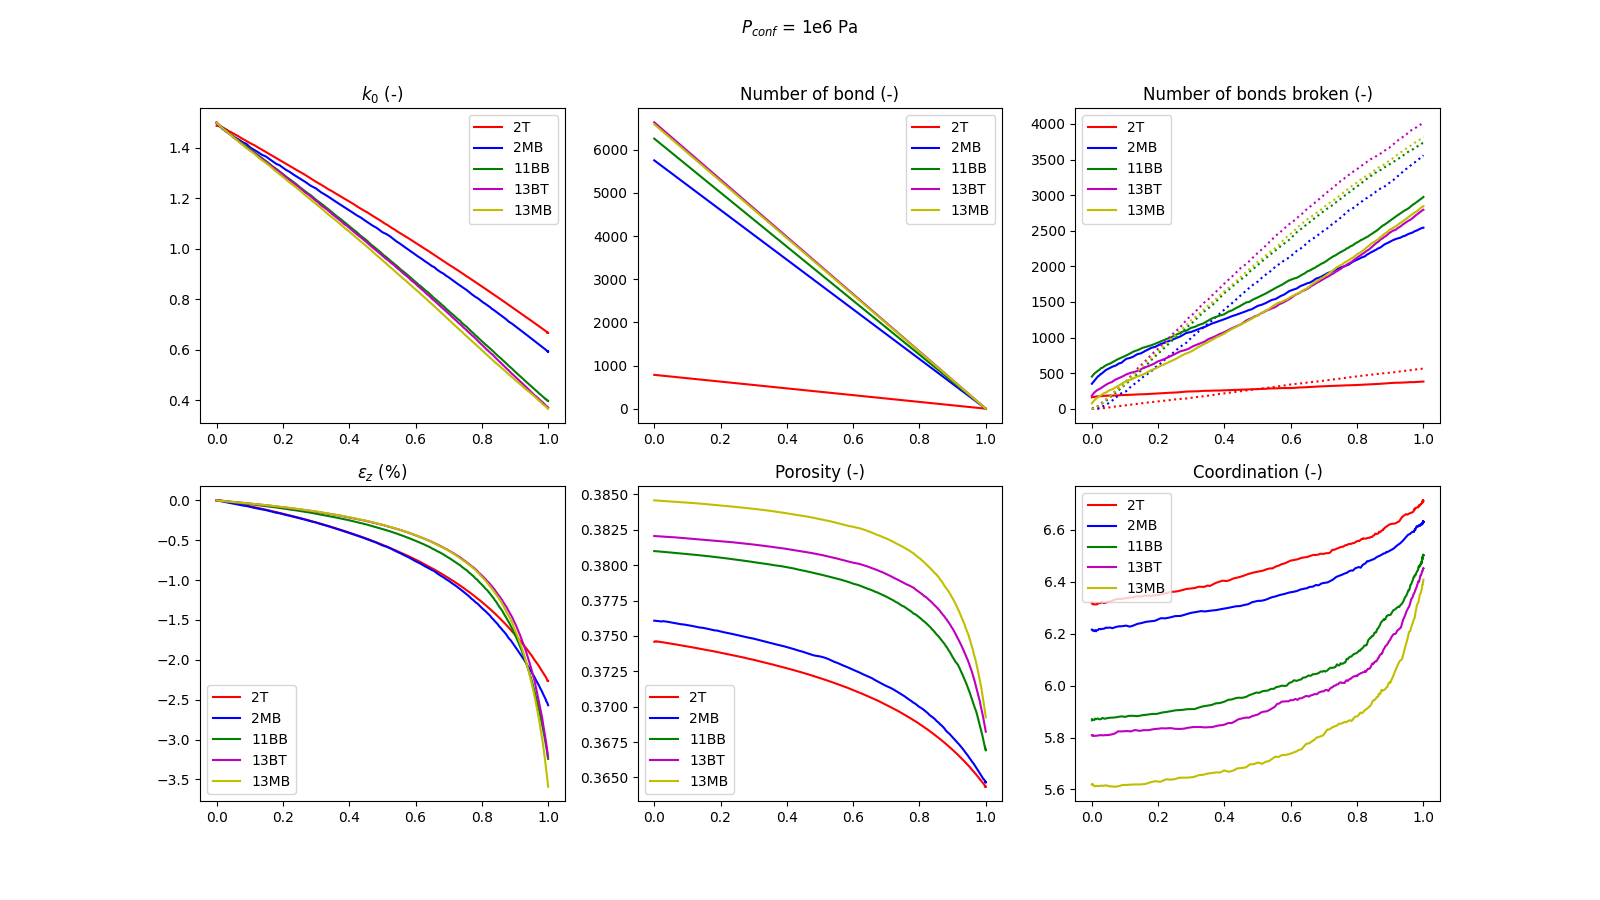 P_conf = 1e6 Pa
k_0 (-)
1.4
1.2
1.0
0.8
0.6
0.4
0.0 0.2 0.4 0.6 0.8 1.0
2T
2MB
11BB
13BT
13MB
Number of bond (-)
6000
5000
4000
3000
2000
1000
0
0.0 0.2 0.4 0.6 0.8 1.0
2T
2MB
11BB
13BT
13MB
Number of bonds broken (-)
4000
3500
3000
2500
2000
1500
1000
500
0
0.0 0.2 0.4 0.6 0.8 1.0
2T
2MB
11BB
13BT
13MB
ε_z (%)
0.0
−0.5
−1.0
−1.5
−2.0
−2.5
−3.0
−3.5
0.0 0.2 0.4 0.6 0.8 1.0
2T
2MB
11BB
13BT
13MB
Porosity (-)
0.3850
0.3825
0.3800
0.3775
0.3750
0.3725
0.3700
0.3675
0.3650
0.0 0.2 0.4 0.6 0.8 1.0
2T
2MB
11BB
13BT
13MB
Coordination (-)
6.6
6.4
6.2
6.0
5.8
5.6
0.0 0.2 0.4 0.6 0.8 1.0
2T
2MB
11BB
13BT
13MB